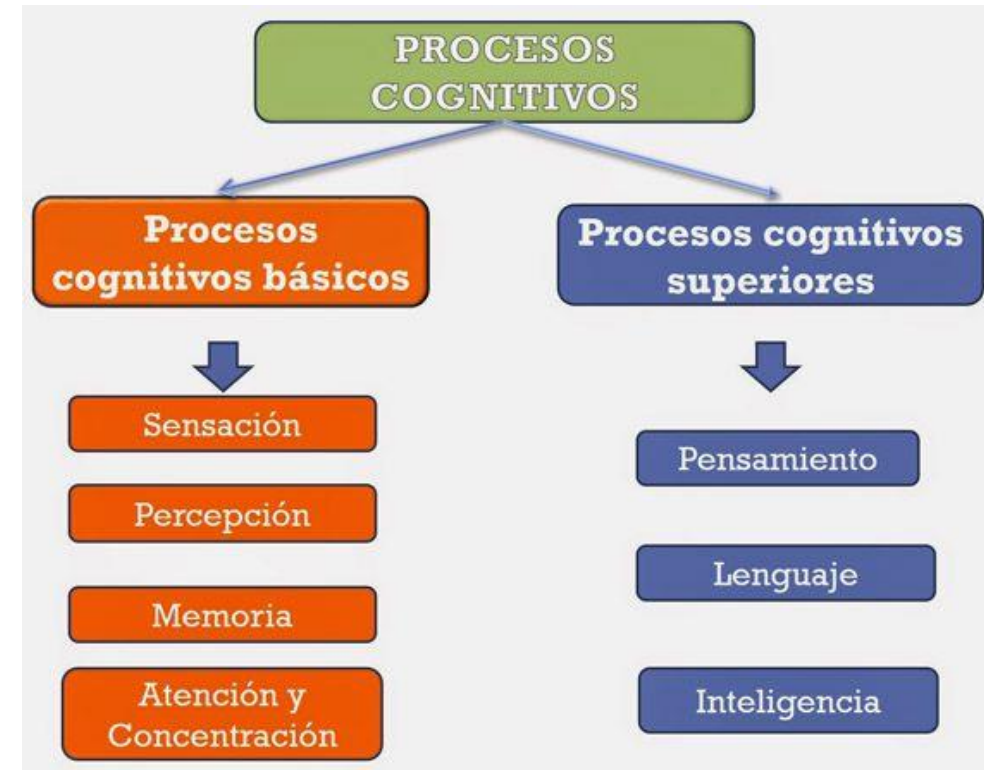 PROCESOS
COGNITIVOS
Procesos
cognitivos básicos
Sensación
Percepción
Memoria
Atención y
Concentración
Procesos cognitivos
superiores
Pensamiento
Lenguaje
Inteligencia